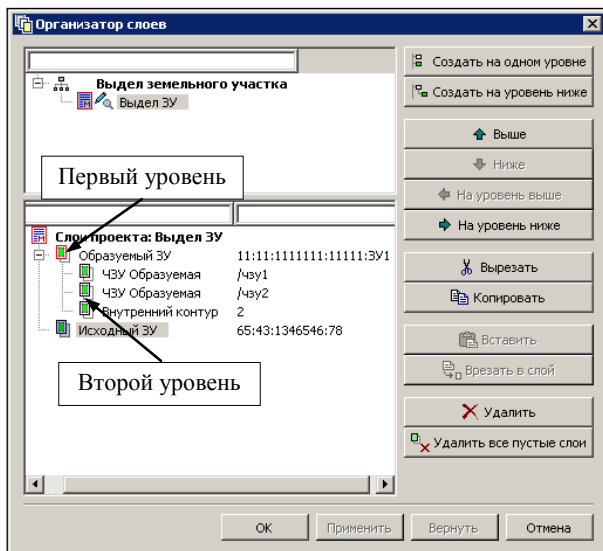 Организатор слоев
Выдел земельного участка
Выдел ЗУ
Первый уровень
Слои проекта: Выдел ЗУ
Образуемый ЗУ 11:11:1111111:11111:ЗУ1
ЧЗУ Образуемая /чзу1
ЧЗУ Образуемая /чзу2
Внутренний контур 2
Исходный ЗУ 65:43:1346546:78
Второй уровень
Создать на одном уровне
Создать на уровень ниже
Выше
Ниже
На уровень выше
На уровень ниже
Вырезать
Копировать
Вставить
Врезать в слой
Удалить
Удалить все пустые слои
ОК
Применить
Вернуть
Отмена